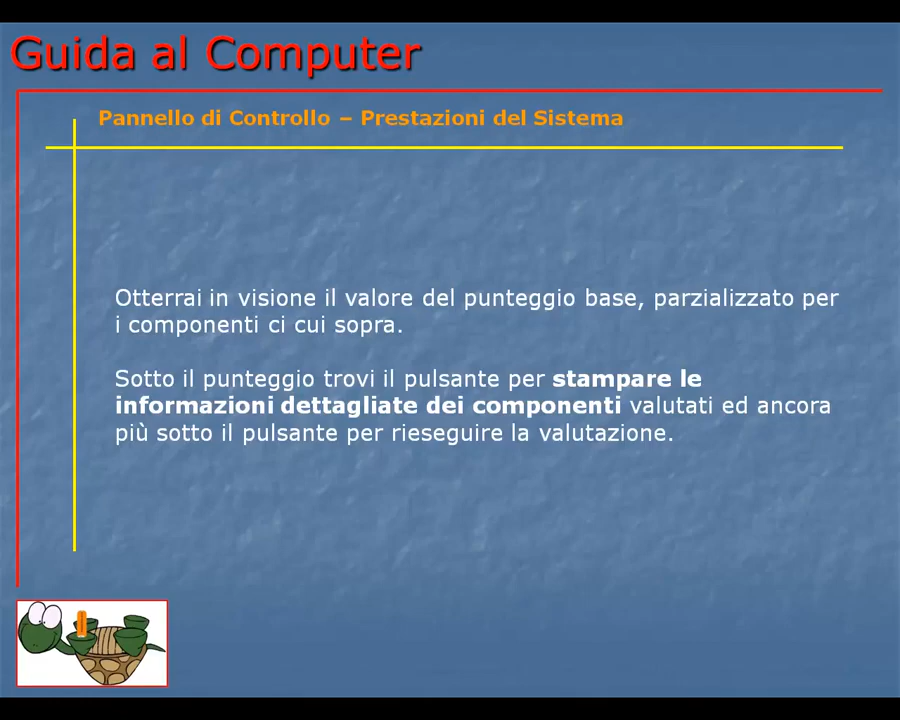 Guida al Computer
Pannello di Controllo – Prestazioni del Sistema
Otterrai in visione il valore del punteggio base, parzializzato per
i componenti ci cui sopra.
Sotto il punteggio trovi il pulsante per stampare le
informazioni dettagliate dei componenti valutati ed ancora
più sotto il pulsante per rieseguire la valutazione.